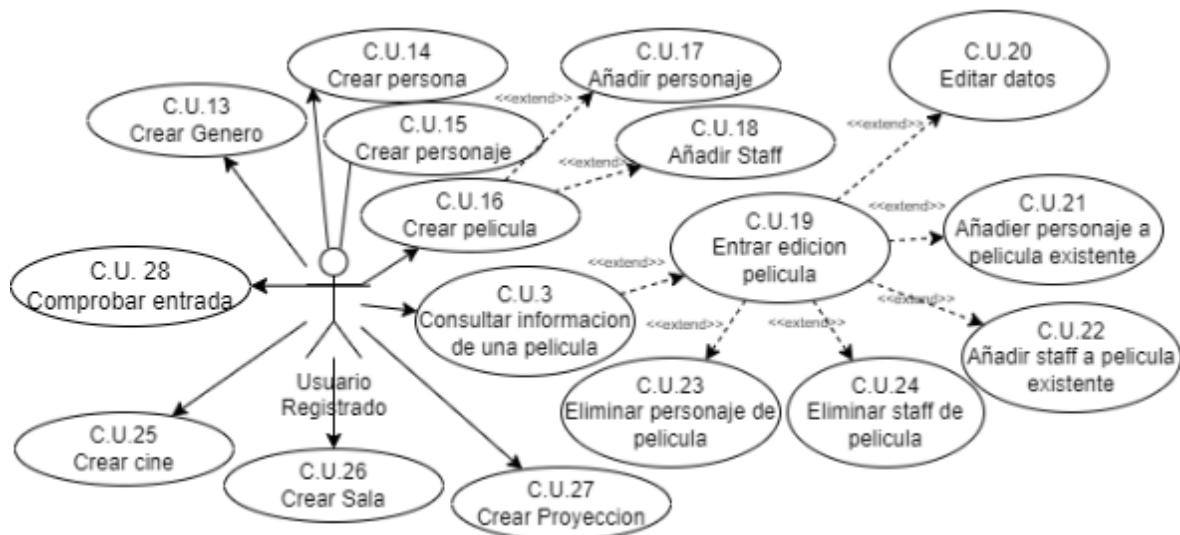 C.U.14
Crear persona
C.U.17
Añadir personaje
C.U.20
Editar datos
<<extend>>
C.U.13
Crear Genero
C.U.15
Crear personaje
C.U.18
Añadir Staff
<<extend>>
<<extend>>
C.U.16
Crear pelicula
<<extend>>
C.U.19
Entrar edicion
pelicula
C.U.21
Añadier personaje a
pelicula existente
C.U. 28
Comprobar entrada
<<extend>>
C.U.3
Consultar informacion
de una pelicula
<<extend>>
<<extend>>
<<extend>>
C.U.22
Añadir staff a pelicula
existente
Usuario
Registrado
C.U.23
Eliminar personaje de
pelicula
C.U.24
Eliminar staff de
pelicula
C.U.25
Crear cine
C.U.26
Crear Sala
C.U.27
Crear Proyeccion